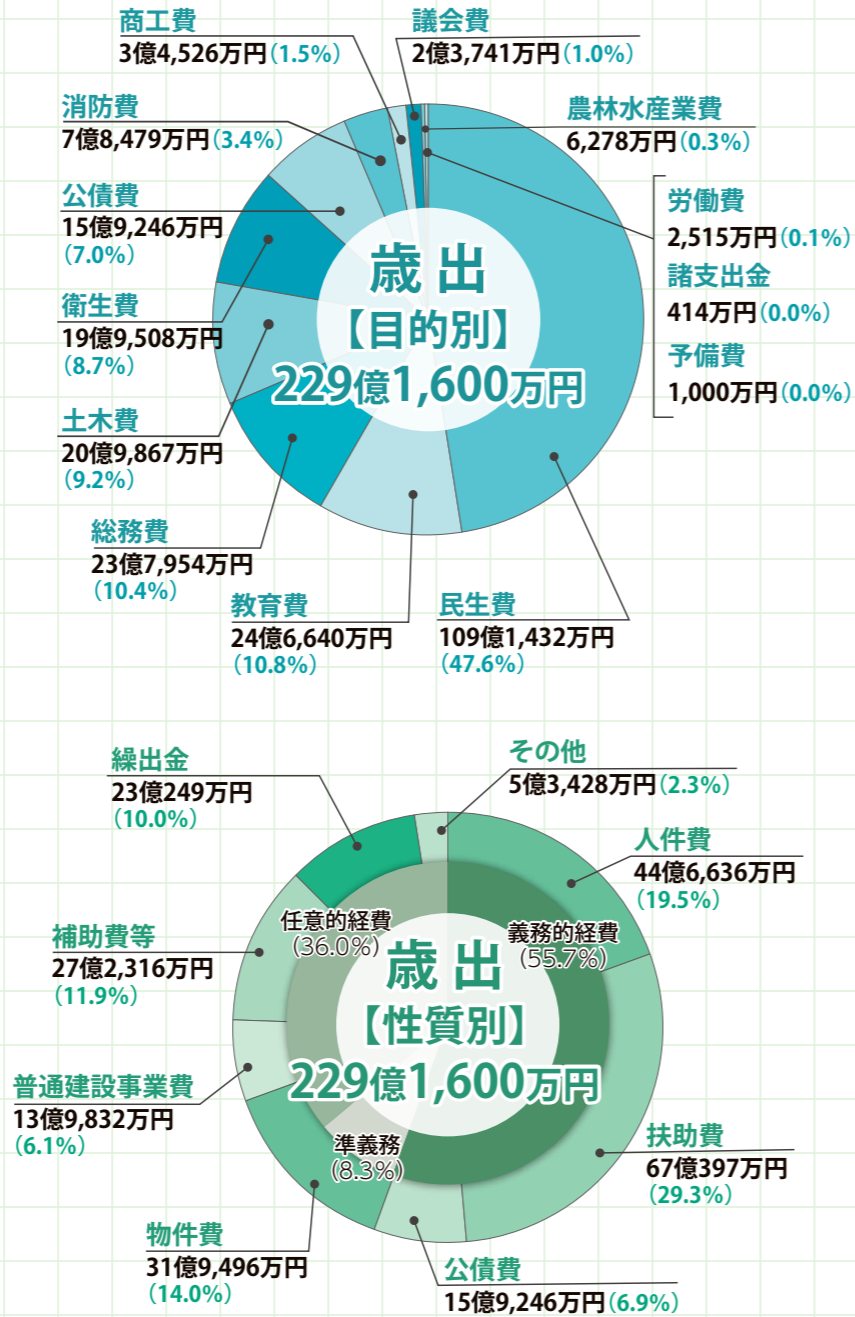 商工費
3億4,526万円(1.5%)
議会費
2億3,741万円(1.0%)
消防費
7億8,479万円(3.4%)
農林水産業費
6,278万円(0.3%)
公債費
15億9,246万円
(7.0%)
労働費
2,515万円(0.1%)
諸支出金
414万円(0.0%)
予備費
1,000万円(0.0%)
歳出
【目的別】
229億1,600万円
衛生費
19億9,508万円
(8.7%)
土木費
20億9,867万円
(9.2%)
総務費
23億7,954万円
(10.4%)
教育費
24億6,640万円
(10.8%)
民生費
109億1,432万円
(47.6%)
繰出金
23億249万円
(10.0%)
その他
5億3,428万円(2.3%)
人件費
44億6,636万円
(19.5%)
補助費等
27億2,316万円
(11.9%)
任意的経費
(36.0%)
義務的経費
(55.7%)
歳出
【性質別】
229億1,600万円
普通建設事業費
13億9,832万円
(6.1%)
準義務
(8.3%)
扶助費
67億397万円
(29.3%)
物件費
31億9,496万円
(14.0%)
公債費
15億9,246万円(6.9%)